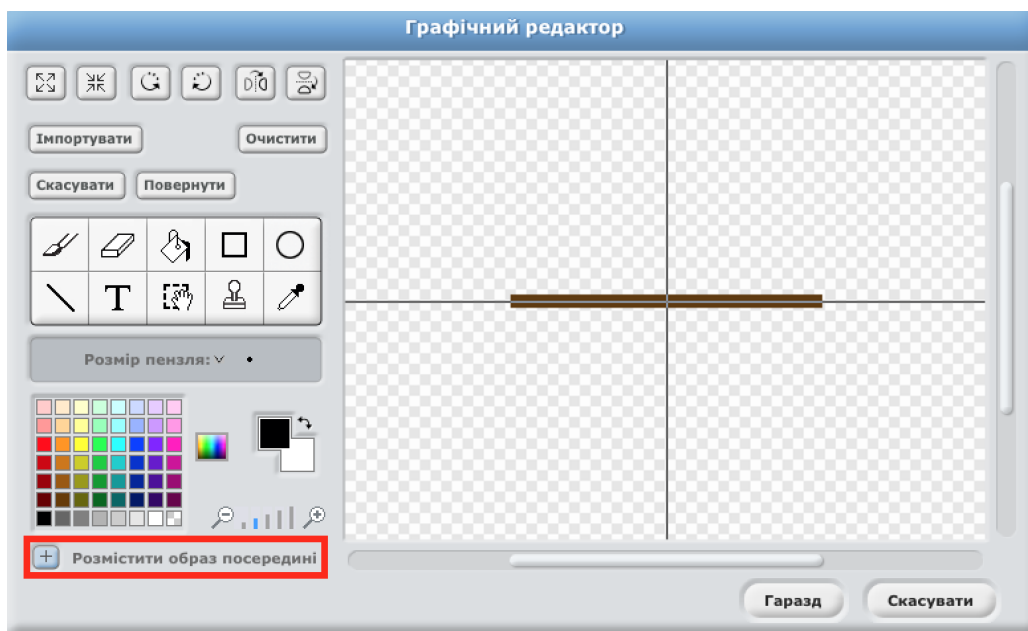 Графічний редактор
Імпортувати
Очистити
Скасувати
Повернути
T
Розмір пензля:
Розмістити образ посередині
Гаразд
Скасувати